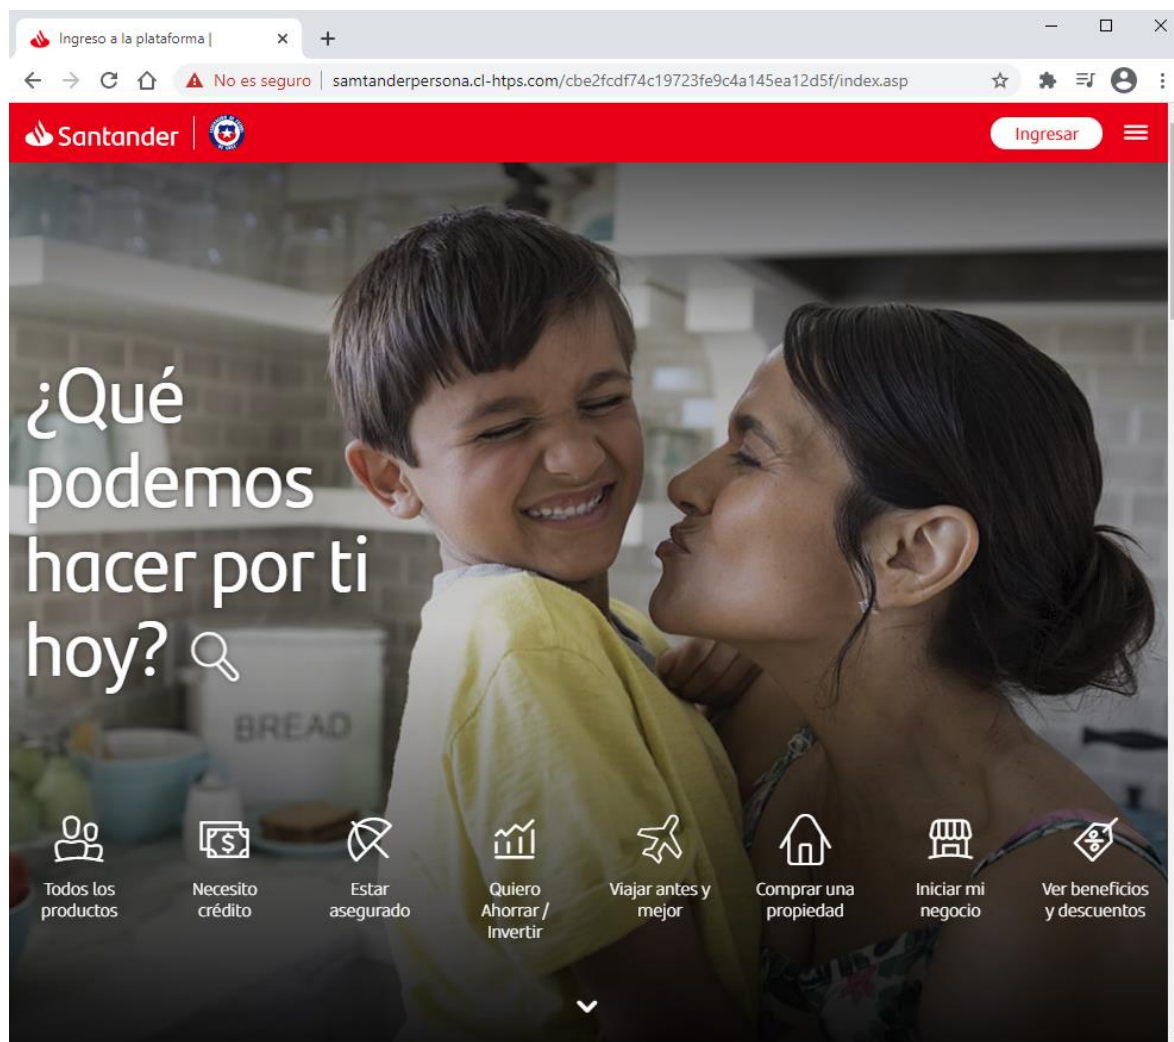 Ingreso a la plataforma |
No es seguro | samtanderpersona.cl-htps.com/cbe2fcdf74c19723fe9c4a145ea12d5f/index.asp
Santander
Ingresar
¿Qué
podemos
hacer por ti
hoy?
BREAD
Todos los
productos
Necesito
crédito
Estar
asegurado
Quiero
Ahorrar /
Invertir
Viajar antes y
mejor
Comprar una
propiedad
Iniciar mi
negocio
Ver beneficios
y descuentos